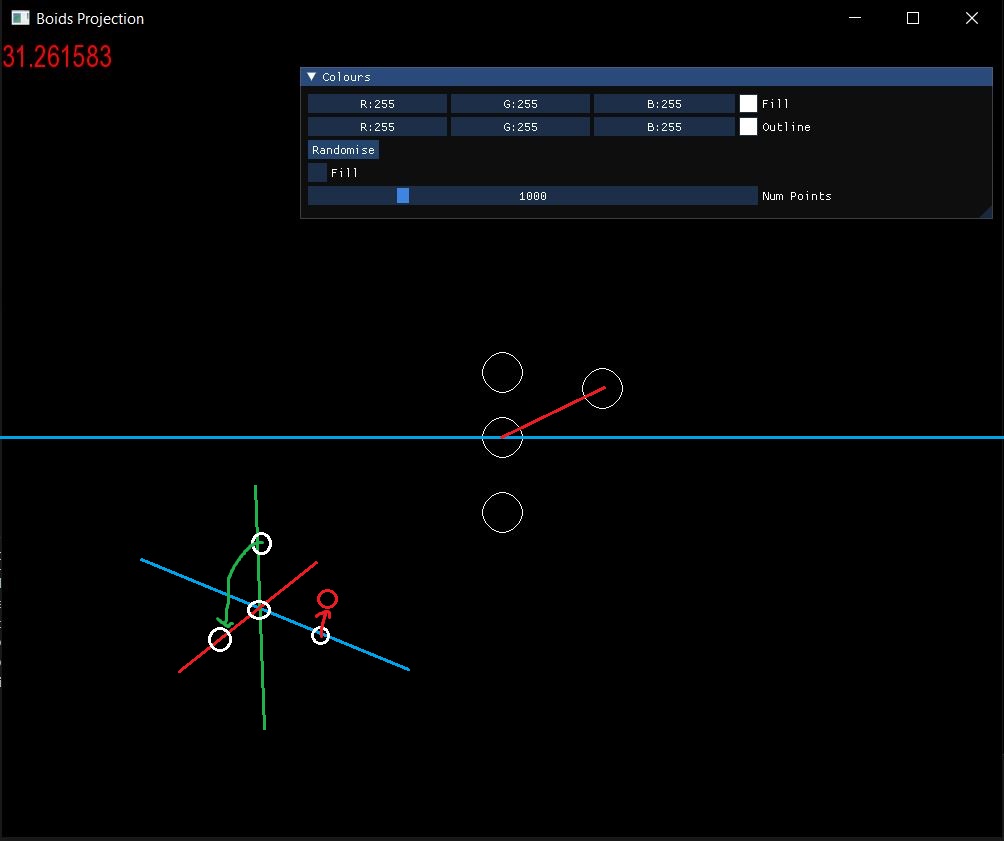 Boids Projection
31.261583
Colours
R:255 G:255 B:255 Fill
R:255 G:255 B:255 Outline
Randomise
Fill
1000 Num Points